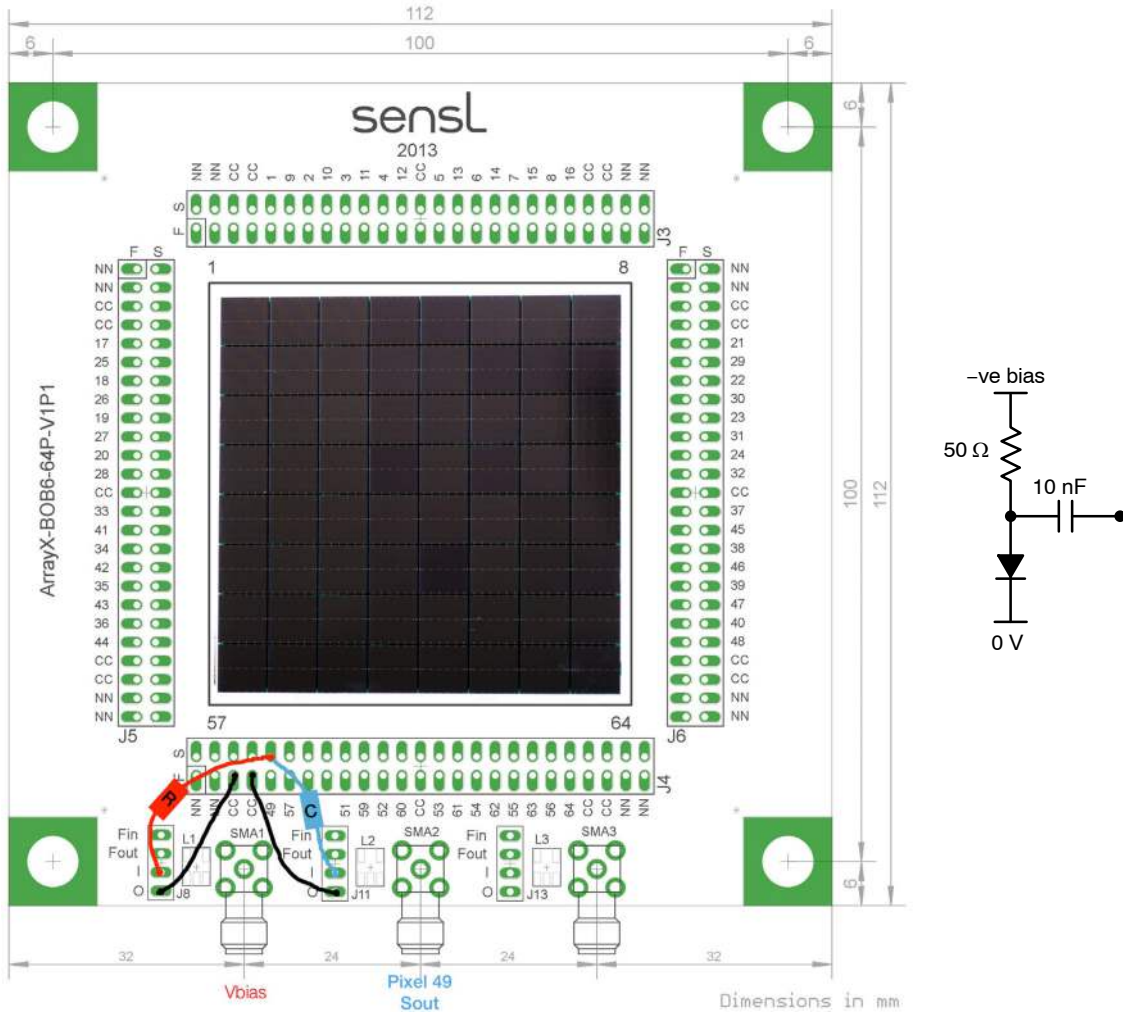 112
6
100
6
sensL
2013
NN NN CC CC 1 9 2 10 3 11 4 12 CC 5 13 6 14 7 15 8 16 CC CC NN NN
S
F
J3
6
F S
F S
1
8
NN
NN
CC
CC
17
25
18
26
19
27
20
28
CC
33
41
34
42
35
43
36
44
CC
CC
NN
NN
J5
ArrayX-BOB6-64P-V1P1
NN
NN
CC
CC
21
29
22
30
23
31
24
32
CC
37
45
38
46
39
47
40
48
CC
CC
NN
NN
J6
100
112
–ve bias
50 Ω
10 nF
0 V
57
64
S
F
J4
NN CC CC 49 57 51 59 52 60 CC 53 61 54 62 55 63 56 64 CC CC NN NN
R
C
Fin
Fout
I
O
J8
L1
SMA1
Fin
Fout
I
O
J11
L2
SMA2
Fin
Fout
I
O
J13
L3
SMA3
6
32
24
24
32
Vbias
Pixel 49
Sout
Dimensions in mm